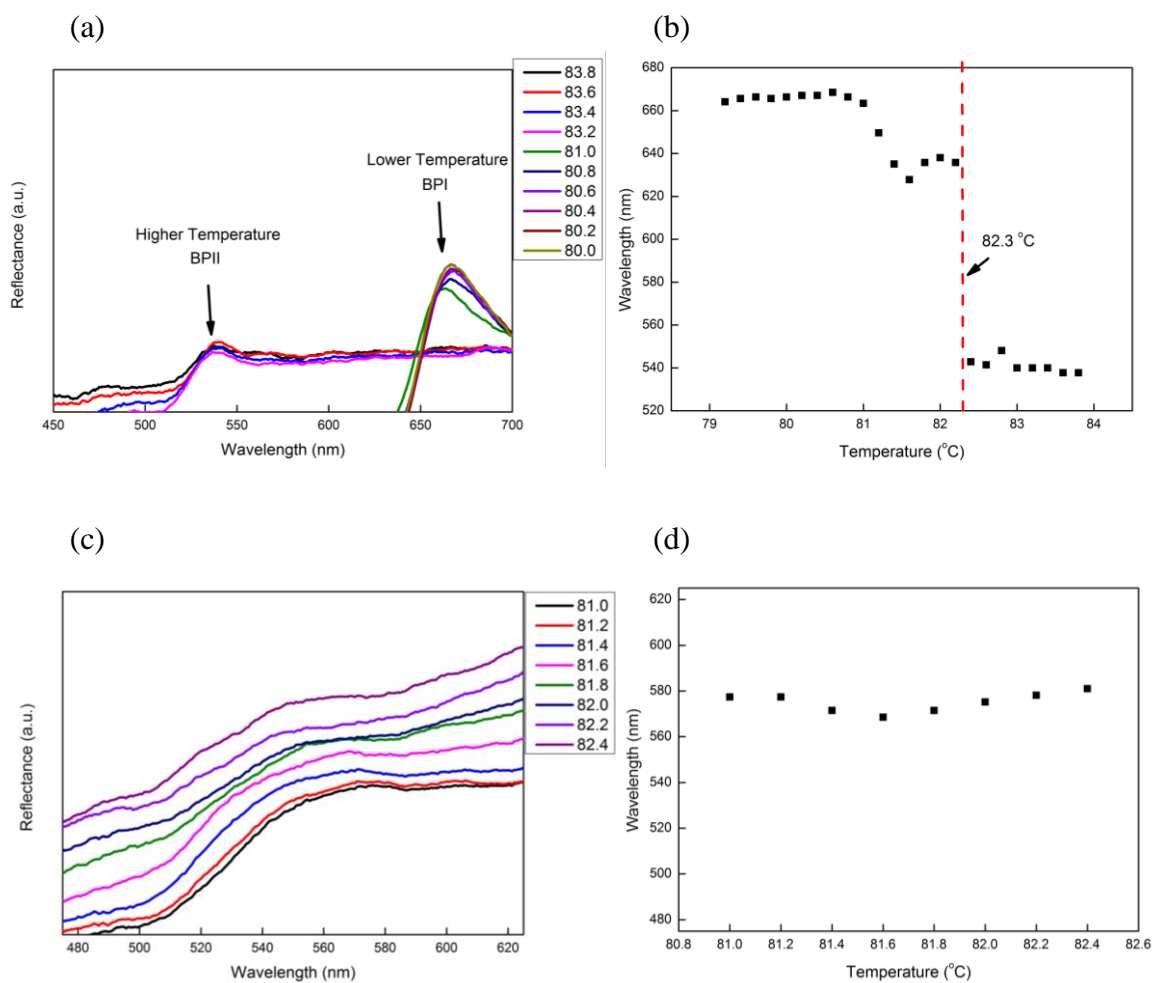 (a)
83.8
83.6
83.4
83.2
81.0
80.8
80.6
80.4
80.2
80.0
Lower Temperature
BPI
Higher Temperature
BPII
Reflectance (a.u.)
450 500 550 600 650 700
Wavelength (nm)
(b)
680
660
640
620
600
580
560
540
520
82.3 °C
Wavelength (nm)
79 80 81 82 83 84
Temperature (°C)
(c)
81.0
81.2
81.4
81.6
81.8
82.0
82.2
82.4
Reflectance (a.u.)
480 500 520 540 560 580 600 620
Wavelength (nm)
(d)
620
600
580
560
540
520
500
480
Wavelength (nm)
80.8 81.0 81.2 81.4 81.6 81.8 82.0 82.2 82.4 82.6
Temperature (°C)